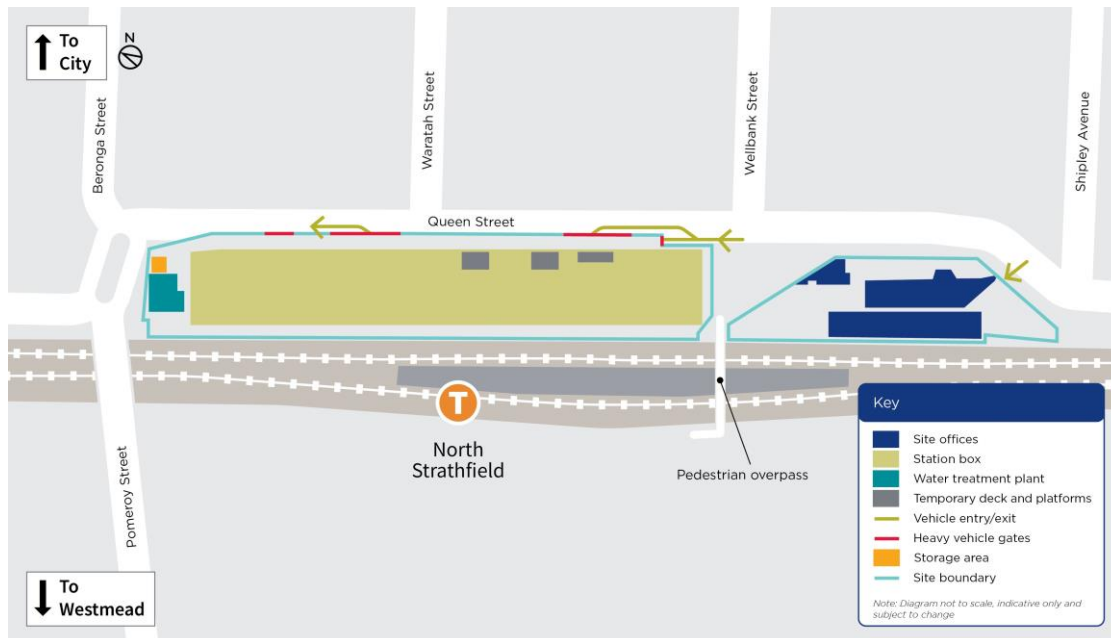 To
City
N
Beronga Street
Waratah Street
Wellbank Street
Shipley Avenue
Queen Street
T
North
Strathfield
Pedestrian overpass
Pomeroy Street
To
Westmead
Key
Site offices
Station box
Water treatment plant
Temporary deck and platforms
Vehicle entry/exit
Heavy vehicle gates
Storage area
Site boundary
Note: Diagram not to scale, indicative only and
subject to change